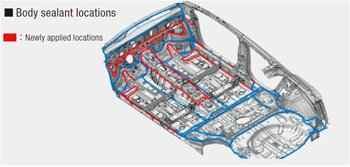 ■ Body sealant locations
■ : Newly applied locations